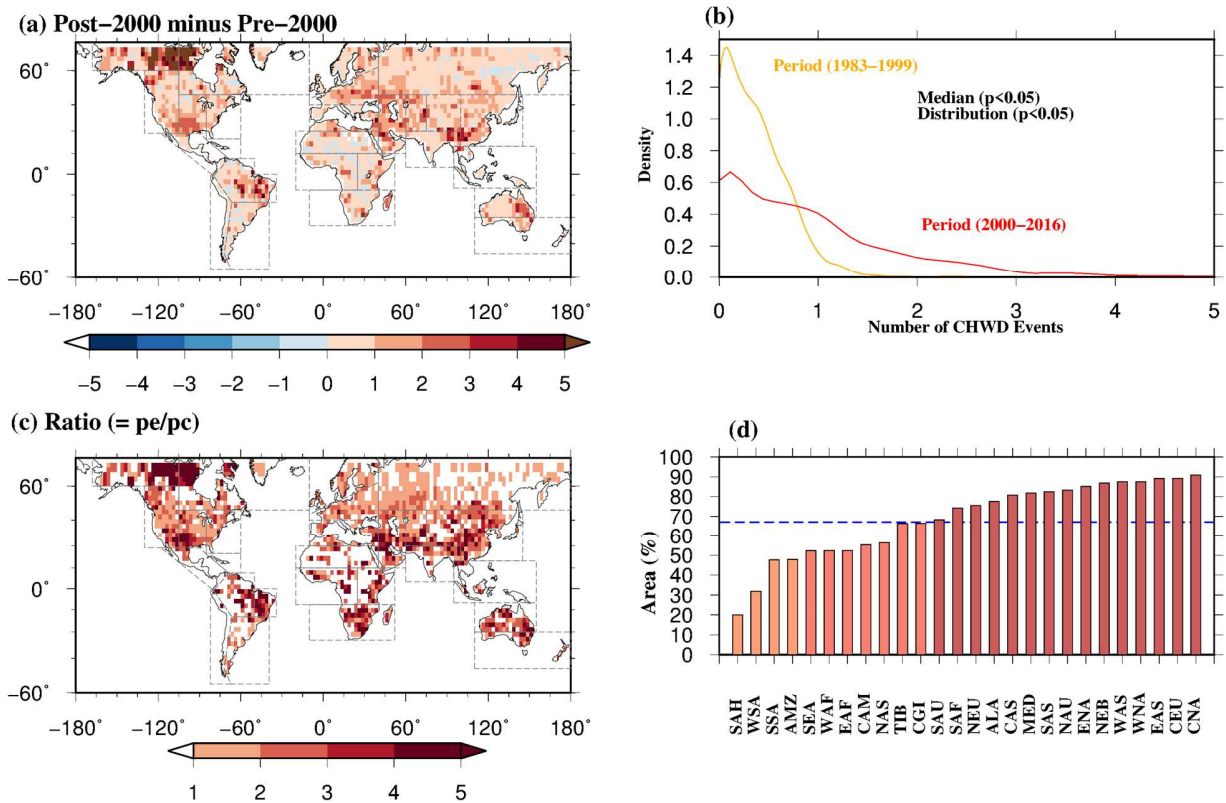 (a) Post−2000 minus Pre−2000
60°
0°
−60°
−180° −120° −60° 0° 60° 120° 180°
−5 −4 −3 −2 −1 0 1 2 3 4 5
(b)
1.4
1.2
1.0
0.8
0.6
0.4
0.2
0.0
Density
Period (1983−1999)
Median (p<0.05)
Distribution (p<0.05)
Period (2000−2016)
0 1 2 3 4 5
Number of CHWD Events
(c) Ratio (= pe/pc)
60°
0°
−60°
−180° −120° −60° 0° 60° 120° 180°
1 2 3 4 5
(d)
100
90
80
70
60
50
40
30
20
10
0
Area (%)
SAH WSA SSA AMZ SEA WAF EAF CAM NAS TIB CGI SAU SAF NEU ALA CAS MED SAS NAU ENA NEB WAS WNA EAS CEU CNA